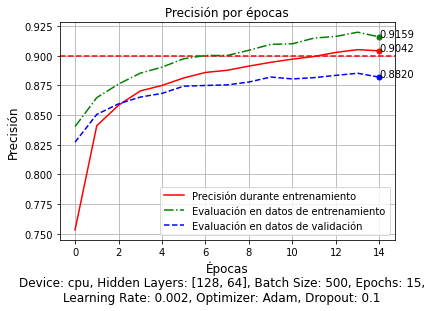 Precisión por épocas
Precisión
0.925
0.900
0.875
0.850
0.825
0.800
0.775
0.750
0.9159
0.9042
0.8820
Precisión durante entrenamiento
Evaluación en datos de entrenamiento
Evaluación en datos de validación
0 2 4 6 8 10 12 14
Épocas
Device: cpu, Hidden Layers: [128, 64], Batch Size: 500, Epochs: 15,
Learning Rate: 0.002, Optimizer: Adam, Dropout: 0.1